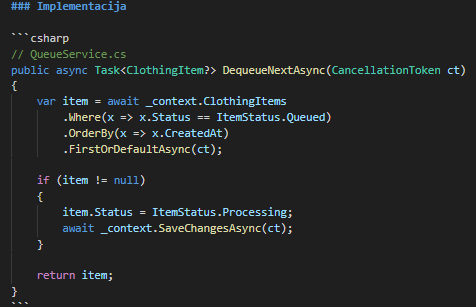 ### Implementacija
```csharp
// QueueService.cs
public async Task<ClothingItem?> DequeueNextAsync(CancellationToken ct)
{
    var item = await _context.ClothingItems
        .Where(x => x.Status == ItemStatus.Queued)
        .OrderBy(x => x.CreatedAt)
        .FirstOrDefaultAsync(ct);

    if (item != null)
    {
        item.Status = ItemStatus.Processing;
        await _context.SaveChangesAsync(ct);
    }

    return item;
}
```